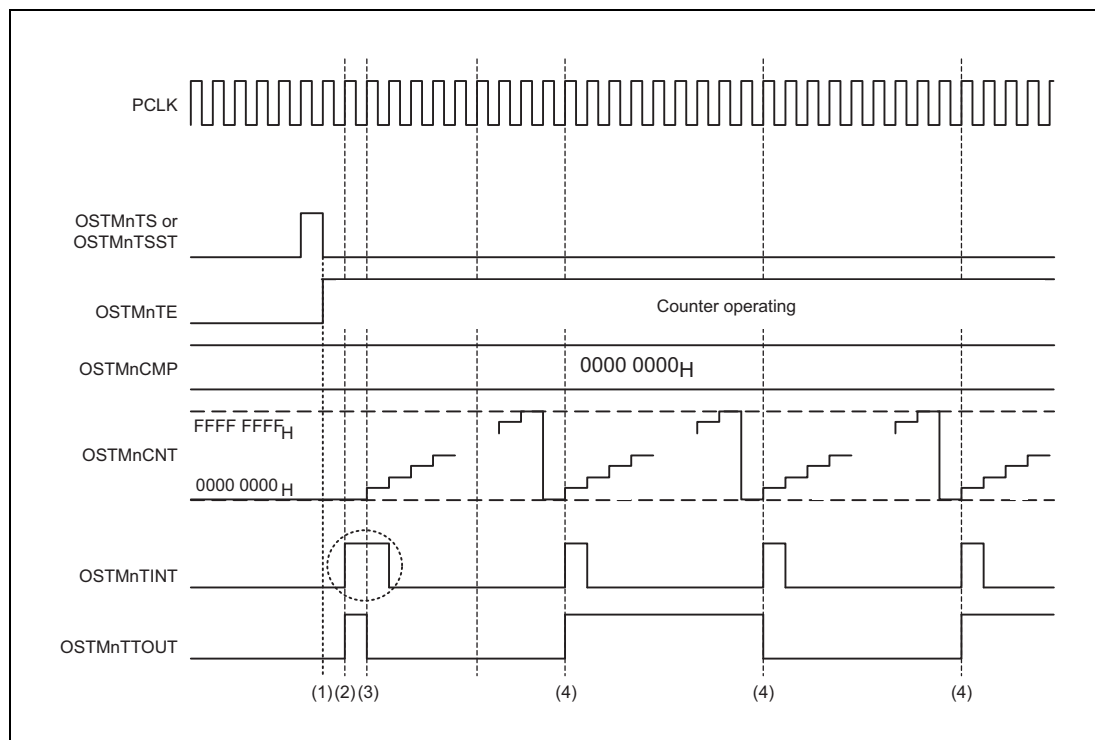 PCLK
OSTMnTS or
OSTMnTSST
OSTMnTE
Counter operating
OSTMnCMP
0000 0000H
FFFF FFFFH
OSTMnCNT
0000 0000H
OSTMnTINT
OSTMnTTOUT
(1) (2) (3) (4) (4) (4)